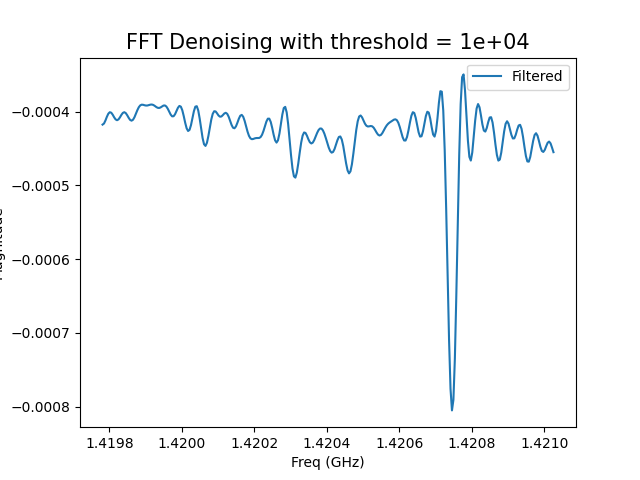 FFT Denoising with threshold = 1e+04
Filtered
−0.0004
−0.0005
−0.0006
−0.0007
−0.0008
1.4198 1.4200 1.4202 1.4204 1.4206 1.4208 1.4210
Freq (GHz)